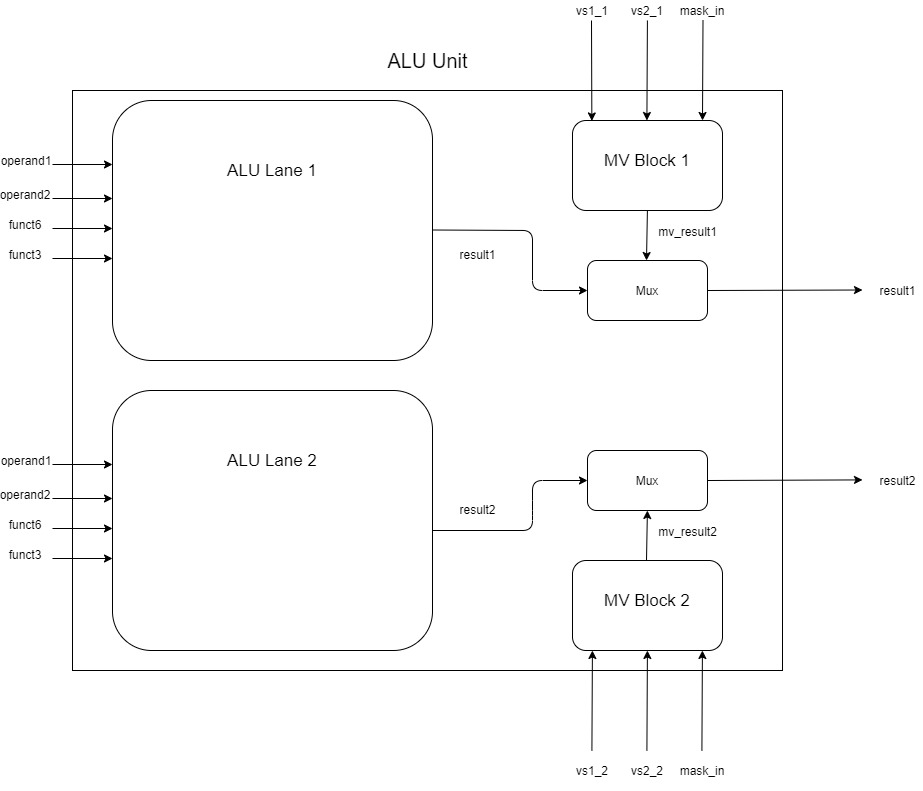 vs1_1 vs2_1 mask_in
ALU Unit
operand1
operand2
funct6
funct3
ALU Lane 1
result1
MV Block 1
mv_result1
Mux
result1
operand1
operand2
funct6
funct3
ALU Lane 2
result2
Mux
result2
mv_result2
MV Block 2
vs1_2 vs2_2 mask_in